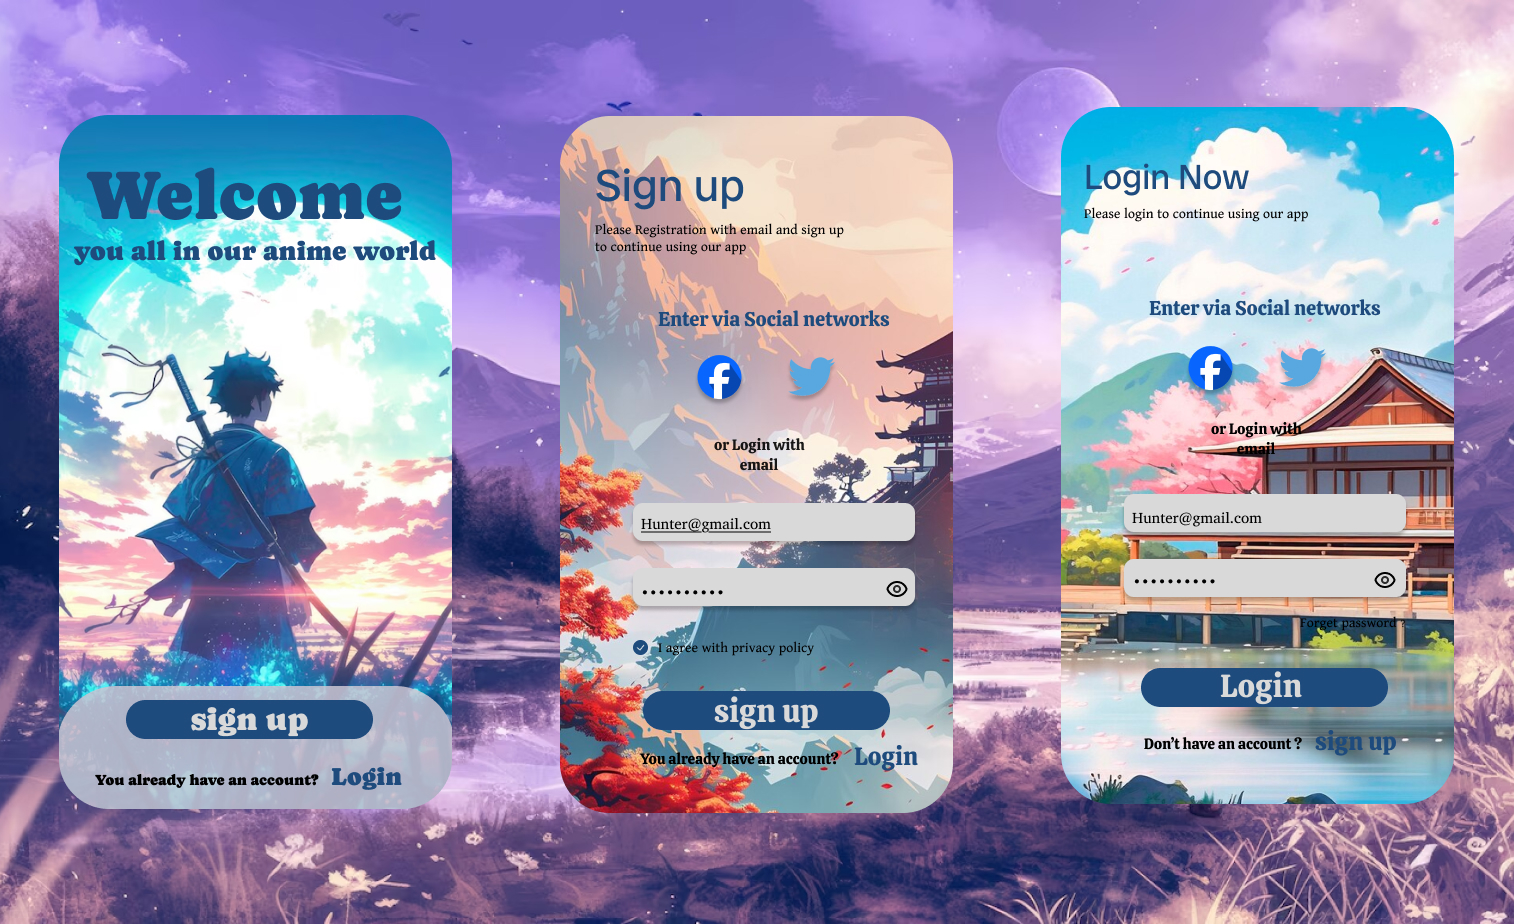 Welcome
you all in our anime world
sign up
You already have an account? Login
Sign up
Please Registration with email and sign up
to continue using our app
Enter via Social networks
or Login with
email
Hunter@gmail.com
I agree with privacy policy
sign up
You already have an account? Login
Login Now
Please login to continue using our app
Enter via Social networks
or Login with
email
Hunter@gmail.com
Forget password ?
Login
Don't have an account ? sign up